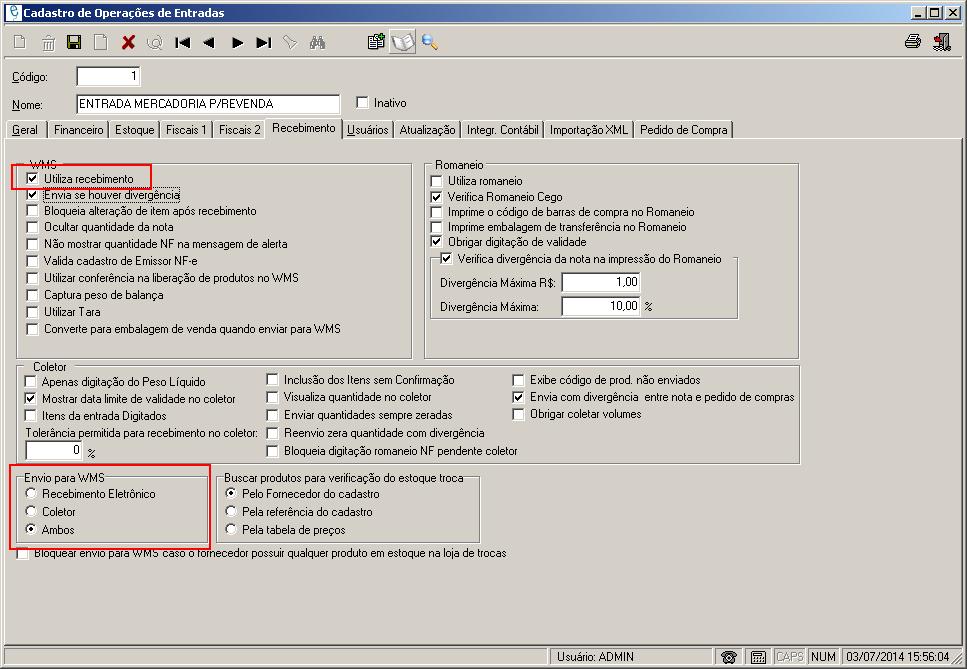 Cadastro de Operações de Entradas
Código: 1
Nome: ENTRADA MERCADORIA P/REVENDA Inativo
Geral Financeiro Estoque Fiscais 1 Fiscais 2 Recebimento Usuários Atualização Integr. Contábil Importação XML Pedido de Compra
WMS
Utiliza recebimento
Envia se houver divergência
Bloqueia alteração de item após recebimento
Ocultar quantidade da nota
Não mostrar quantidade NF na mensagem de alerta
Valida cadastro de Emissor NF-e
Utilizar conferência na liberação de produtos no WMS
Captura peso de balança
Utilizar Tara
Converte para embalagem de venda quando enviar para WMS
Romaneio
Utiliza romaneio
Verifica Romaneio Cego
Imprime o código de barras de compra no Romaneio
Imprime embalagem de transferência no Romaneio
Obrigar digitação de validade
Verifica divergência da nota na impressão do Romaneio
Divergência Máxima R$: 1,00
Divergência Máxima: 10,00 %
Coletor
Apenas digitação do Peso Líquido
Mostrar data limite de validade no coletor
Itens da entrada Digitados
Tolerância permitida para recebimento no coletor:
0 %
Inclusão dos Itens sem Confirmação
Visualiza quantidade no coletor
Enviar quantidades sempre zeradas
Reenvio zera quantidade com divergência
Bloqueia digitação romaneio NF pendente coletor
Exibe código de prod. não enviados
Envia com divergência entre nota e pedido de compras
Obrigar coletar volumes
Envio para WMS
Recebimento Eletrônico
Coletor
Ambos
Buscar produtos para verificação do estoque troca
Pelo Fornecedor do cadastro
Pela referência do cadastro
Pela tabela de preços
Bloquear envio para WMS caso o fornecedor possuir qualquer produto em estoque na loja de trocas
Usuário: ADMIN CAPS NUM 03/07/2014 15:56:04